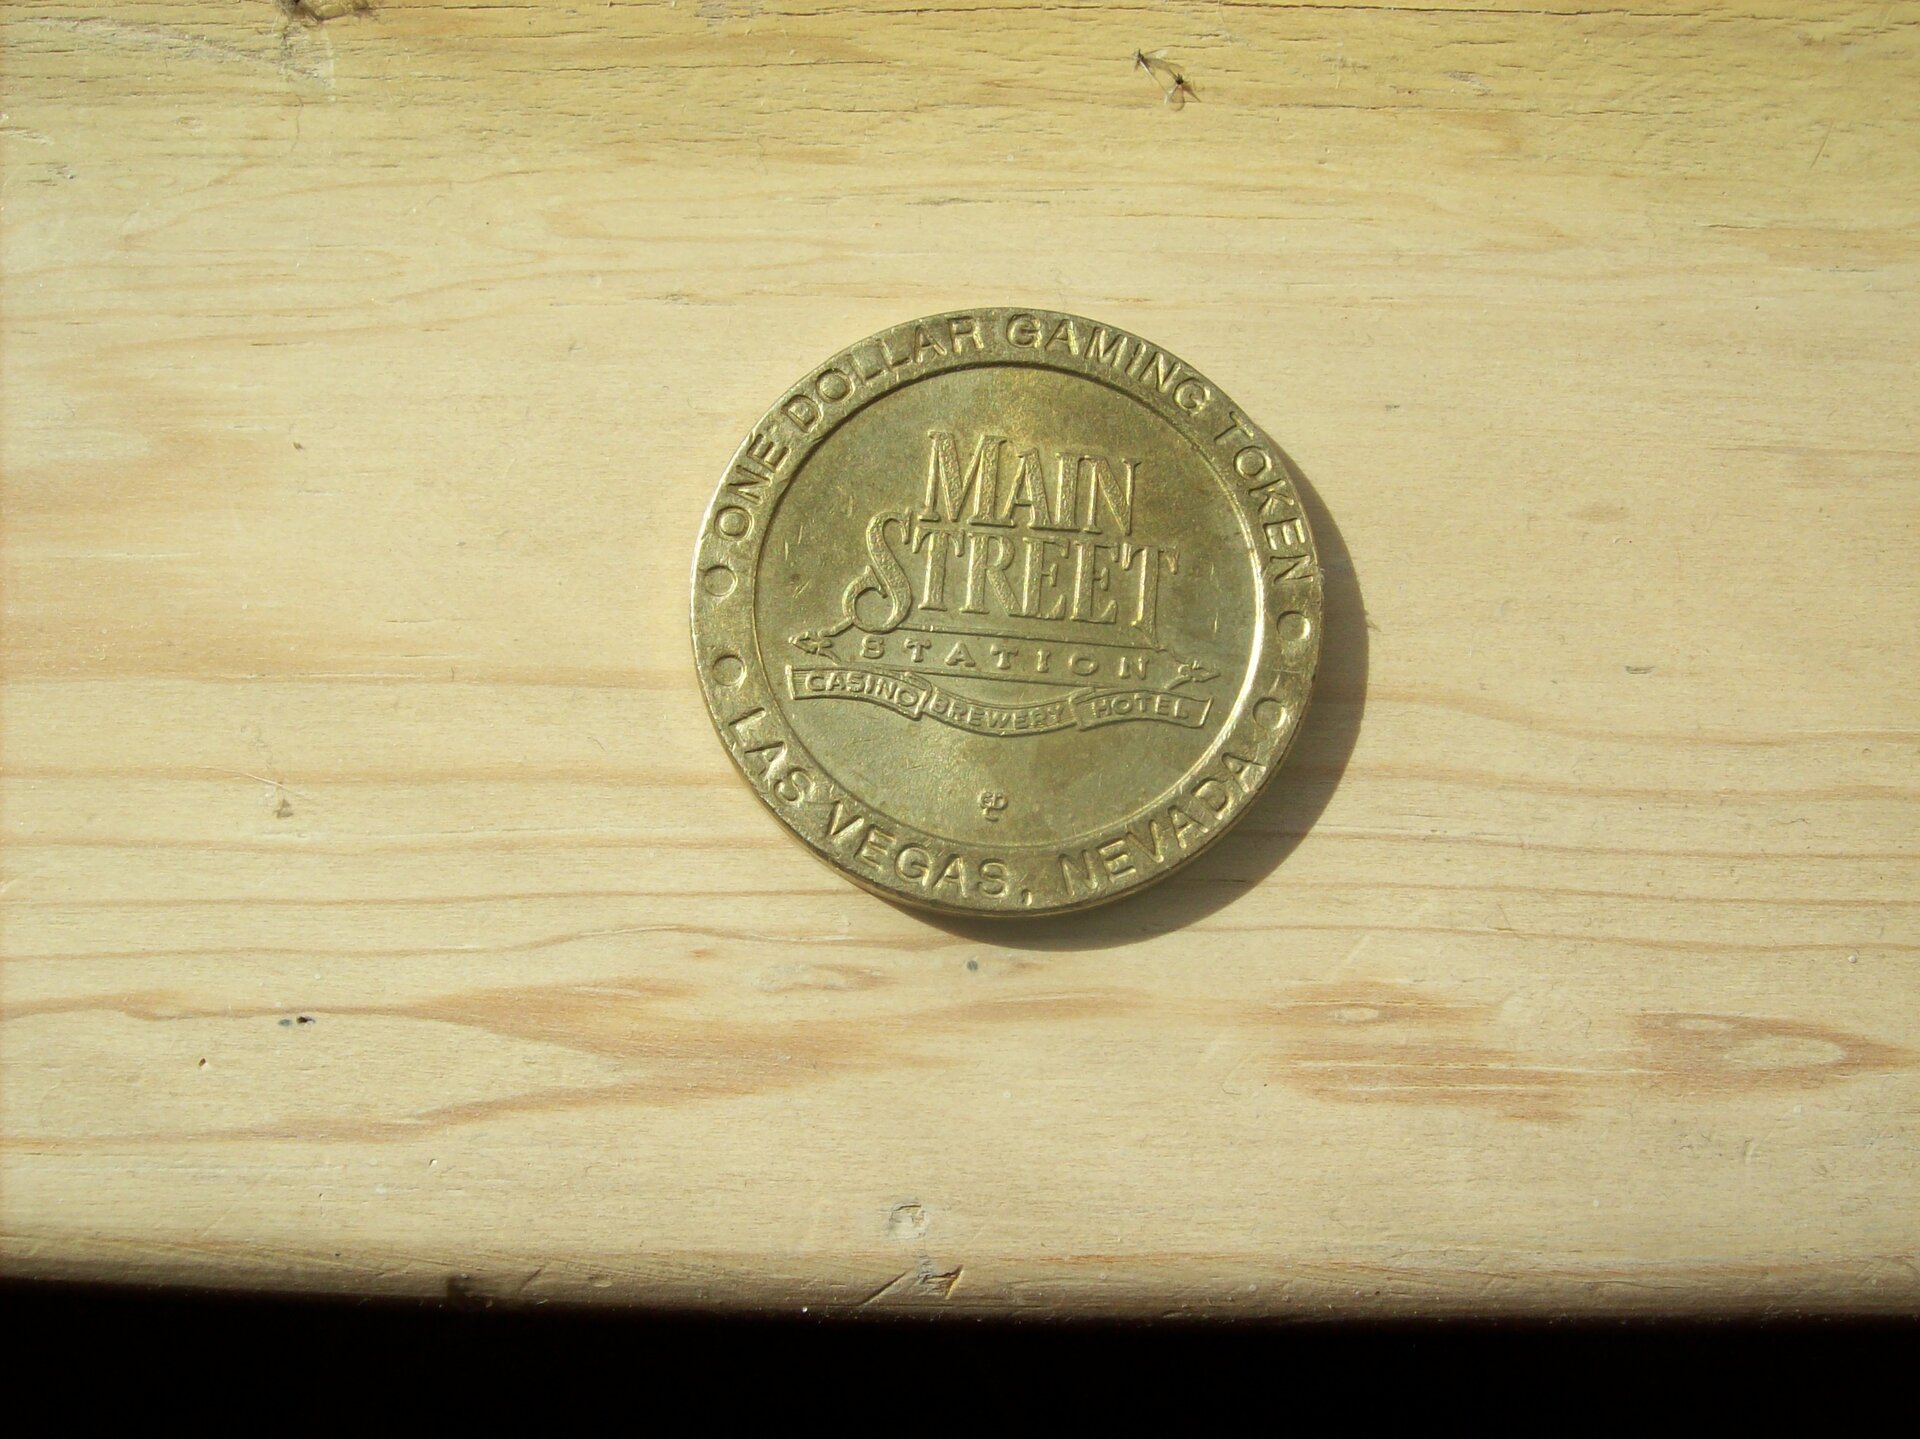 ONE DOLLAR GAMING TOKEN
MAIN
STREET
STATION
CASINO BREWERY HOTEL
LAS VEGAS, NEVADA